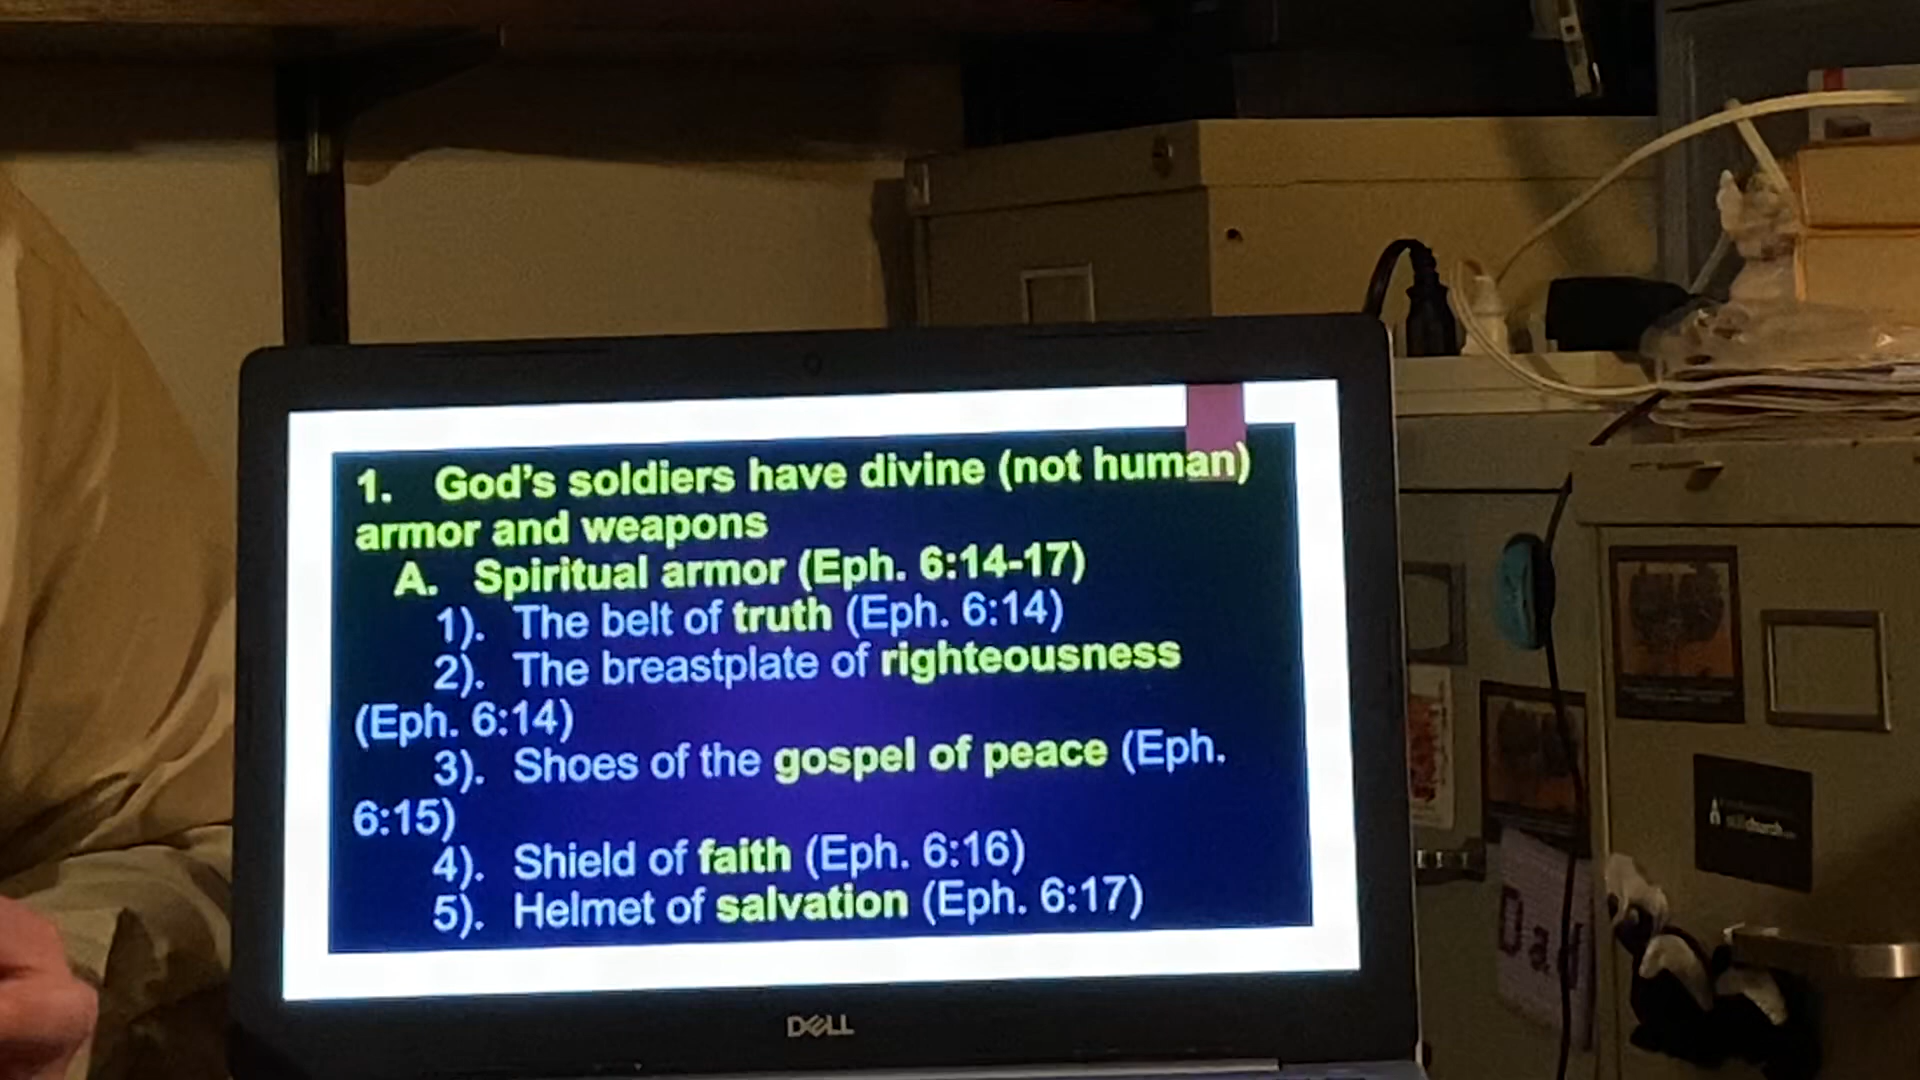 1. God's soldiers have divine (not human)
armor and weapons
A. Spiritual armor (Eph. 6:14-17)
1). The belt of truth (Eph. 6:14)
2). The breastplate of righteousness
(Eph. 6:14)
3). Shoes of the gospel of peace (Eph.
6:15)
4). Shield of faith (Eph. 6:16)
5). Helmet of salvation (Eph. 6:17)
DELL
Dad